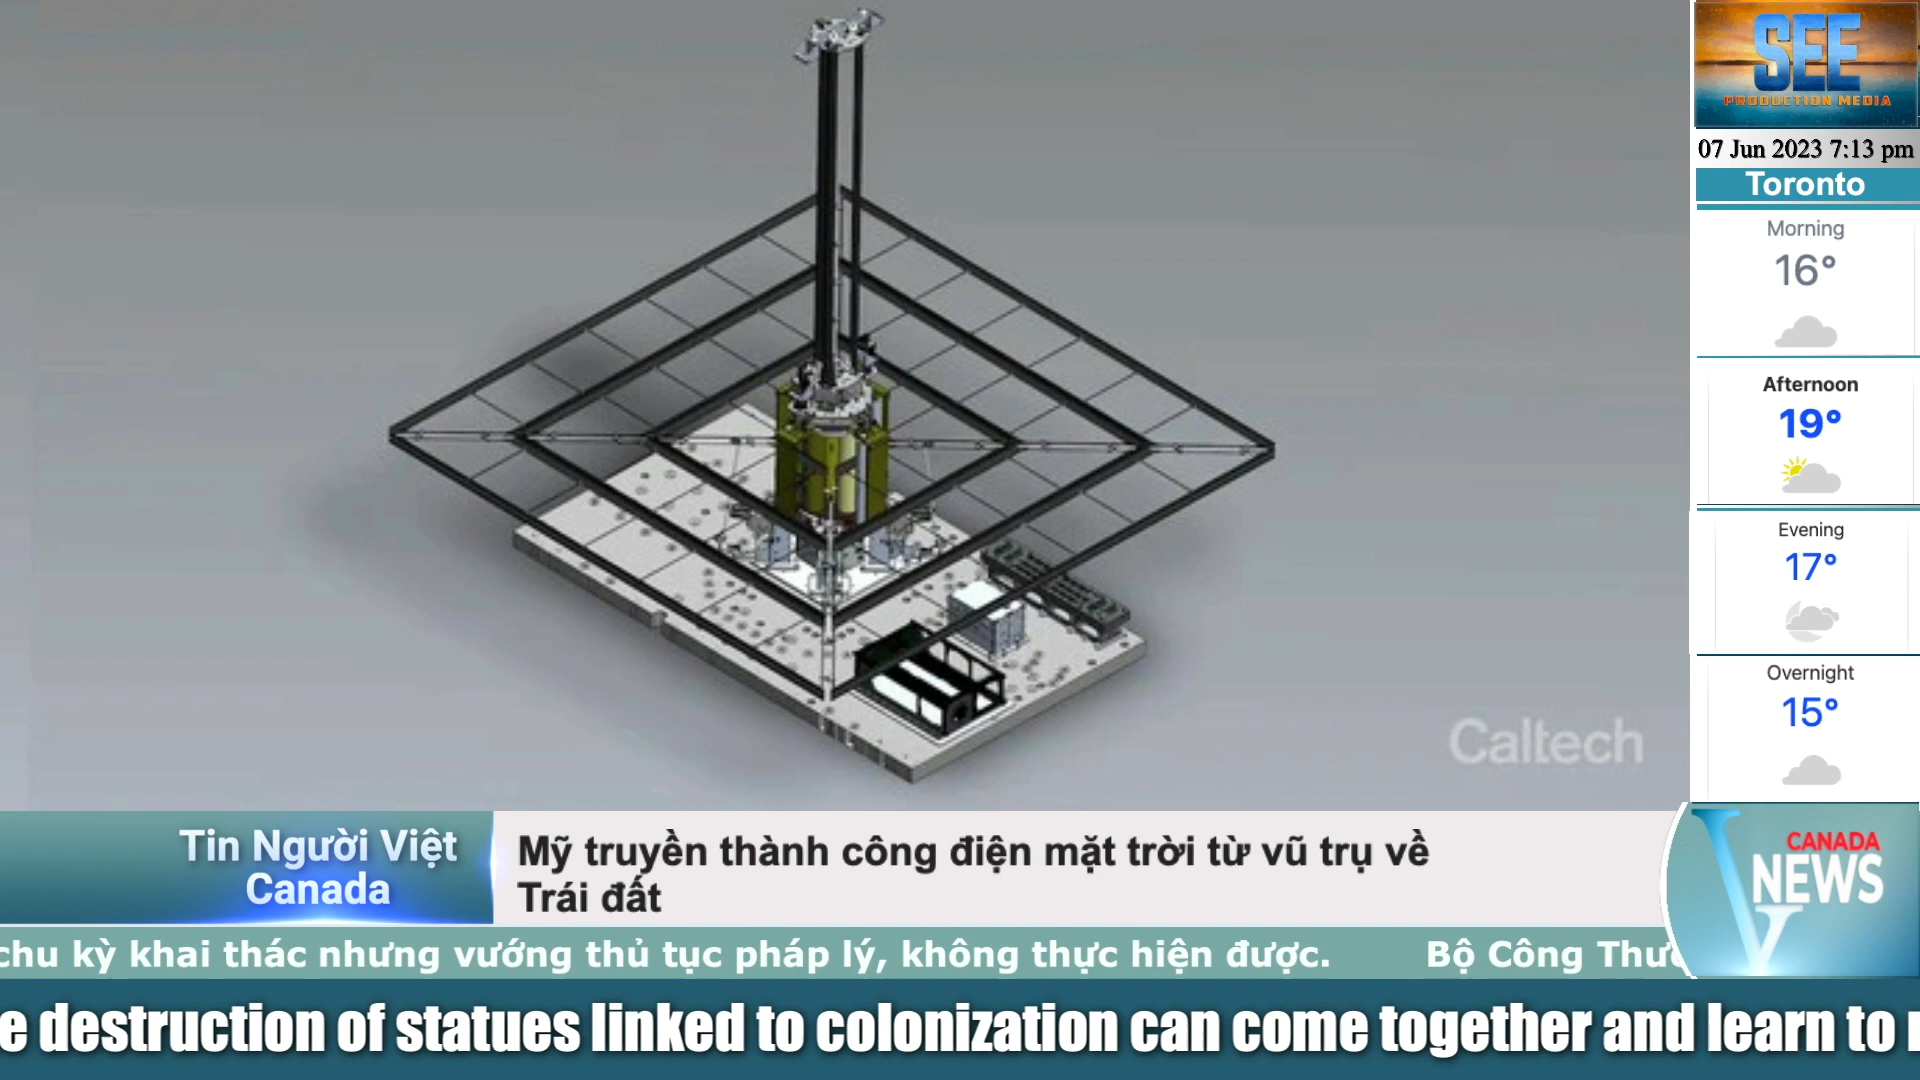 SEE
PRODUCTION MEDIA
07 Jun 2023 7:13 pm
Toronto
Morning
16°
Afternoon
19°
Evening
17°
Overnight
15°
Caltech
Tin Người Việt
Canada
Mỹ truyền thành công điện mặt trời từ vũ trụ về
Trái đất
CANADA
NEWS
V
chu kỳ khai thác nhưng vướng thủ tục pháp lý, không thực hiện được. Bộ Công
e destruction of statues linked to colonization can come together and learn to